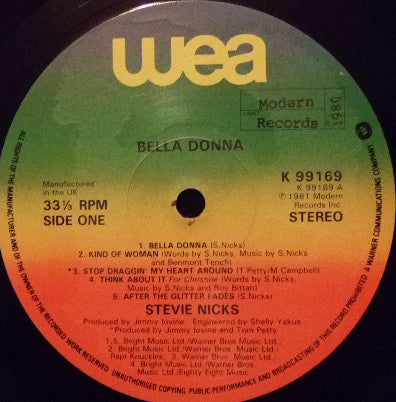 wea
Modern
Records
1980
BELLA DONNA
K 99169
K 99169 A
Manufactured
in the UK
℗ 1981 Modern
Records Inc
33⅓ RPM
SIDE ONE
STEREO
1. BELLA DONNA (S.Nicks)
2. KIND OF WOMAN (Words by S.Nicks; Music by S.Nicks
and Benmont Tench)
*3. STOP DRAGGIN' MY HEART AROUND (T Petty/M.Campbell)
4. THINK ABOUT IT For Christine (Words by S.Nicks,
Music by S.Nicks and Roy Bittan)
5. AFTER THE GLITTER FADES (S.Nicks)
STEVIE NICKS
Produced by Jimmy Iovine. Engineered by Shelly Yakus.
*Produced by Jimmy Iovine and Tom Petty
1,5. Bright Music Ltd./Warner Bros
Music Ltd. 2. Bright Music Ltd./Warner Bros. Music Ltd./
Rapt Knuckles; 3. Warner Bros. Music Ltd.,
4. Bright Music Ltd/Warner Bros.
Music Ltd/Eighty Eight Music
ALL RIGHTS OF THE MANUFACTURER AND OF THE OWNER OF THE RECORDED WORK RESERVED. UNAUTHORISED COPYING PUBLIC PERFORMANCE AND BROADCASTING OF THIS RECORD PROHIBITED. A WARNER COMMUNICATIONS COMPANY.